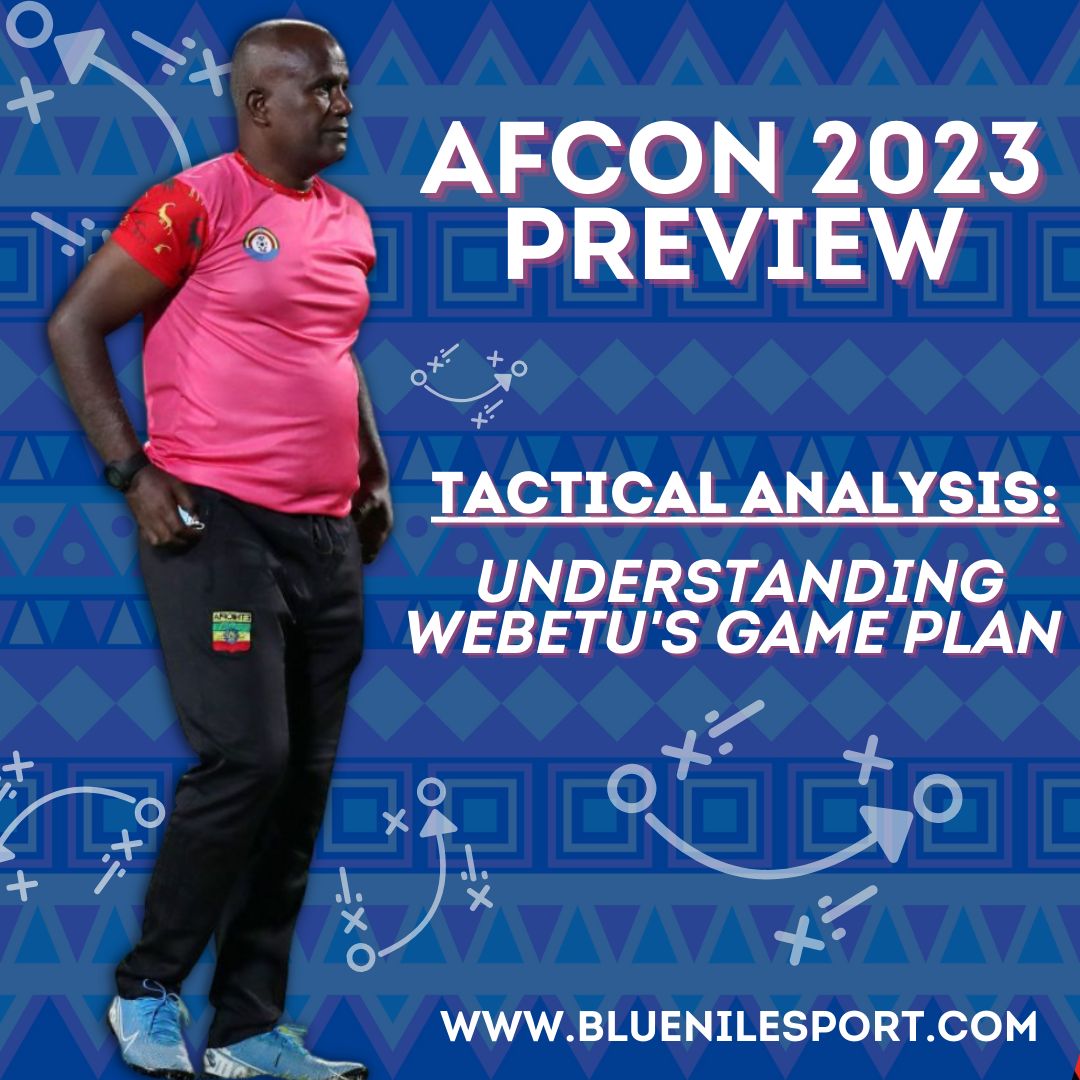 AFCON 2023
PREVIEW
TACTICAL ANALYSIS:
UNDERSTANDING
WEBETU'S GAME PLAN
WWW.BLUENILESPORT.COM